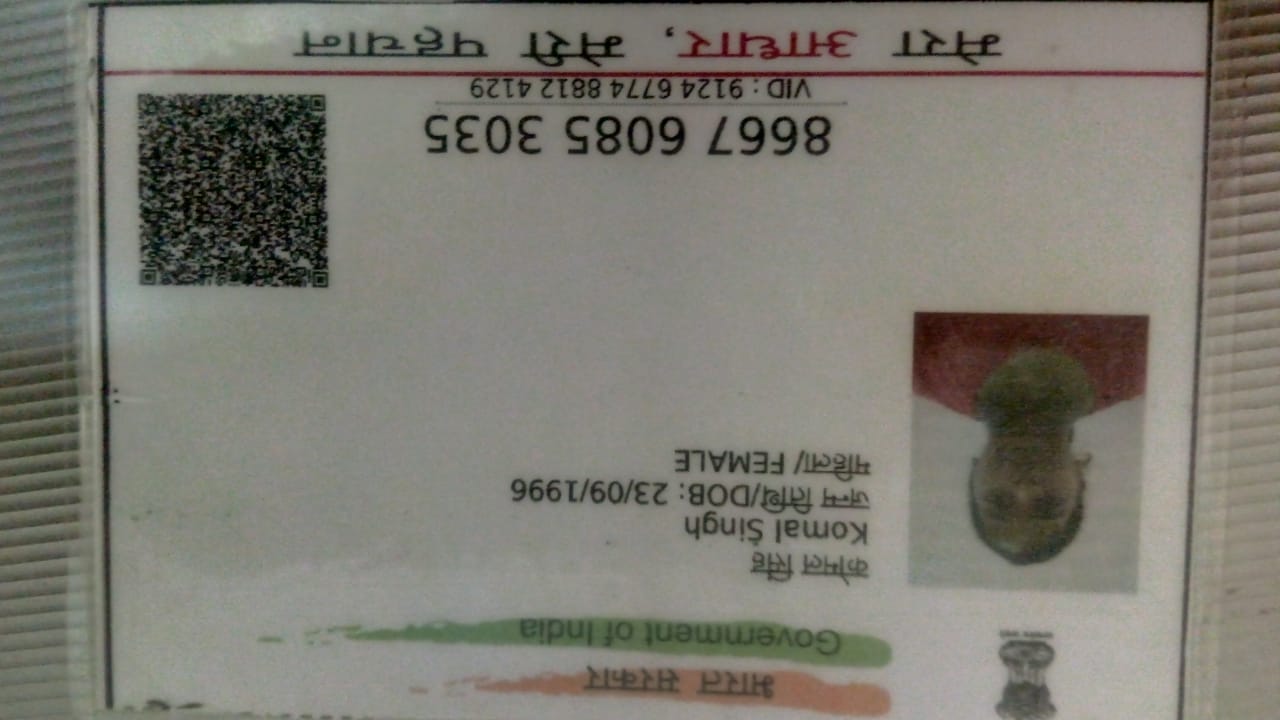 भारत सरकार
Government of India
कोमल सिंह
Komal Singh
जन्म तिथि/DOB: 23/09/1996
महिला/ FEMALE
8667 6085 3035
VID : 9124 6774 8812 4129
मेरा आधार, मेरी पहचान